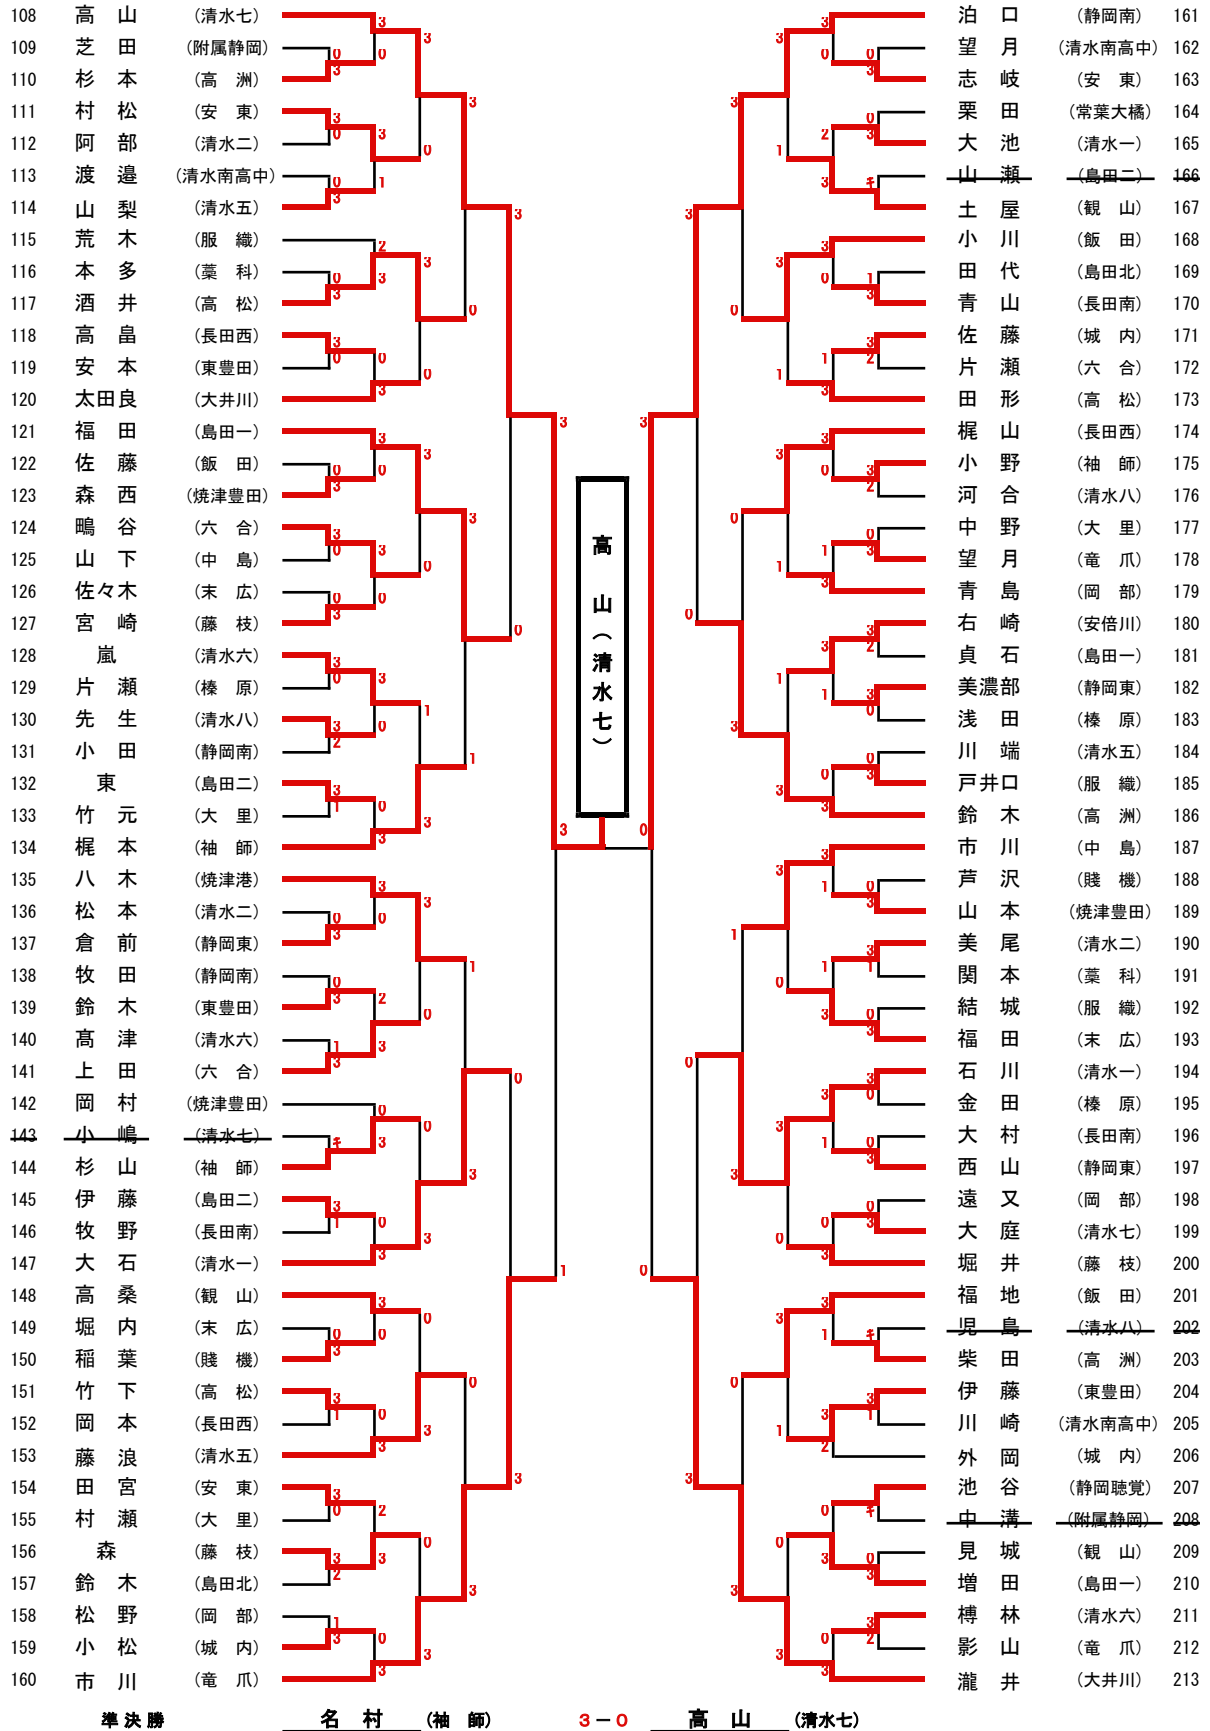 108 高山 (清水七)
109 芝田 (附属静岡)
110 杉本 (高洲)
111 村松 (安東)
112 阿部 (清水二)
113 渡邉 (清水南高中)
114 山梨 (清水五)
115 荒木 (服織)
116 本多 (藁科)
117 酒井 (高松)
118 高畠 (長田西)
119 安本 (東豊田)
120 太田良 (大井川)
121 福田 (島田一)
122 佐藤 (飯田)
123 森西 (焼津豊田)
124 鴫谷 (六合)
125 山下 (中島)
126 佐々木 (末広)
127 宮崎 (藤枝)
128 嵐 (清水六)
129 片瀬 (榛原)
130 先生 (清水八)
131 小田 (静岡南)
132 東 (島田二)
133 竹元 (大里)
134 梶本 (袖師)
135 八木 (焼津港)
136 松本 (清水二)
137 倉前 (静岡東)
138 牧田 (静岡南)
139 鈴木 (東豊田)
140 髙津 (清水六)
141 上田 (六合)
142 岡村 (焼津豊田)
143 小嶋 (清水七)
144 杉山 (袖師)
145 伊藤 (島田二)
146 牧野 (長田南)
147 大石 (清水一)
148 高桑 (観山)
149 堀内 (末広)
150 稲葉 (賤機)
151 竹下 (高松)
152 岡本 (長田西)
153 藤浪 (清水五)
154 田宮 (安東)
155 村瀬 (大里)
156 森 (藤枝)
157 鈴木 (島田北)
158 松野 (岡部)
159 小松 (城内)
160 市川 (竜爪)
高山(清水七)
泊口 (静岡南) 161
望月 (清水南高中) 162
志岐 (安東) 163
栗田 (常葉大橘) 164
大池 (清水一) 165
山瀬 (島田二) 166
土屋 (観山) 167
小川 (飯田) 168
田代 (島田北) 169
青山 (長田南) 170
佐藤 (城内) 171
片瀬 (六合) 172
田形 (高松) 173
梶山 (長田西) 174
小野 (袖師) 175
河合 (清水八) 176
中野 (大里) 177
望月 (竜爪) 178
青島 (岡部) 179
右崎 (安倍川) 180
貞石 (島田一) 181
美濃部 (静岡東) 182
浅田 (榛原) 183
川端 (清水五) 184
戸井口 (服織) 185
鈴木 (高洲) 186
市川 (中島) 187
芦沢 (賤機) 188
山本 (焼津豊田) 189
美尾 (清水二) 190
関本 (藁科) 191
結城 (服織) 192
福田 (末広) 193
石川 (清水一) 194
金田 (榛原) 195
大村 (長田南) 196
西山 (静岡東) 197
遠又 (岡部) 198
大庭 (清水七) 199
堀井 (藤枝) 200
福地 (飯田) 201
児島 (清水八) 202
柴田 (高洲) 203
伊藤 (東豊田) 204
川崎 (清水南高中) 205
外岡 (城内) 206
池谷 (静岡聴覚) 207
中溝 (附属静岡) 208
見城 (観山) 209
増田 (島田一) 210
榑林 (清水六) 211
影山 (竜爪) 212
瀧井 (大井川) 213
準決勝 名村 (袖師) 3－0 高山 (清水七)